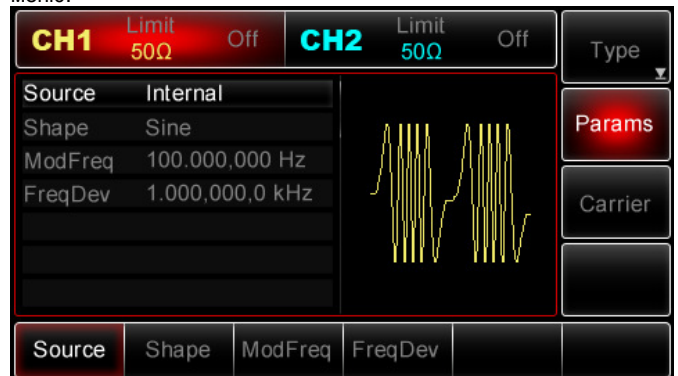 CH1 Limit 50Ω Off CH2 Limit 50Ω Off
Type
Source Internal
Shape Sine
ModFreq 100.000,000 Hz
FreqDev 1.000,000,0 kHz
Params
Carrier
Source Shape ModFreq FreqDev